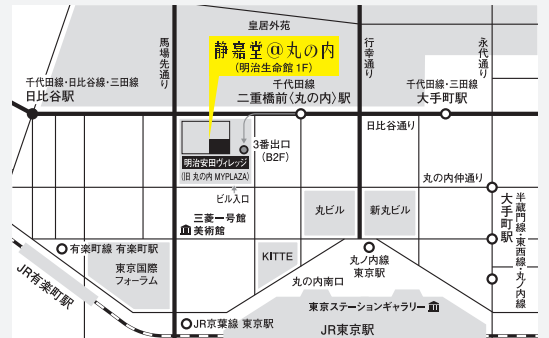 皇居外苑
馬場先通り
静嘉堂@丸の内
(明治生命館 1F)
行幸通り
永代通り
千代田線・日比谷線・三田線
日比谷駅
千代田線
二重橋前〈丸の内〉駅
千代田線・三田線
大手町駅
日比谷通り
3番出口
(B2F)
明治安田ヴィレッジ
(旧 丸の内 MYPLAZA)
ビル入口
丸の内仲通り
三菱一号館
美術館
丸ビル
新丸ビル
大手町駅
半蔵門線・東西線・丸ノ内線
有楽町線 有楽町駅
東京国際
フォーラム
KITTE
丸ノ内線
東京駅
丸の内南口
JR有楽町駅
東京ステーションギャラリー
JR京葉線 東京駅
JR東京駅